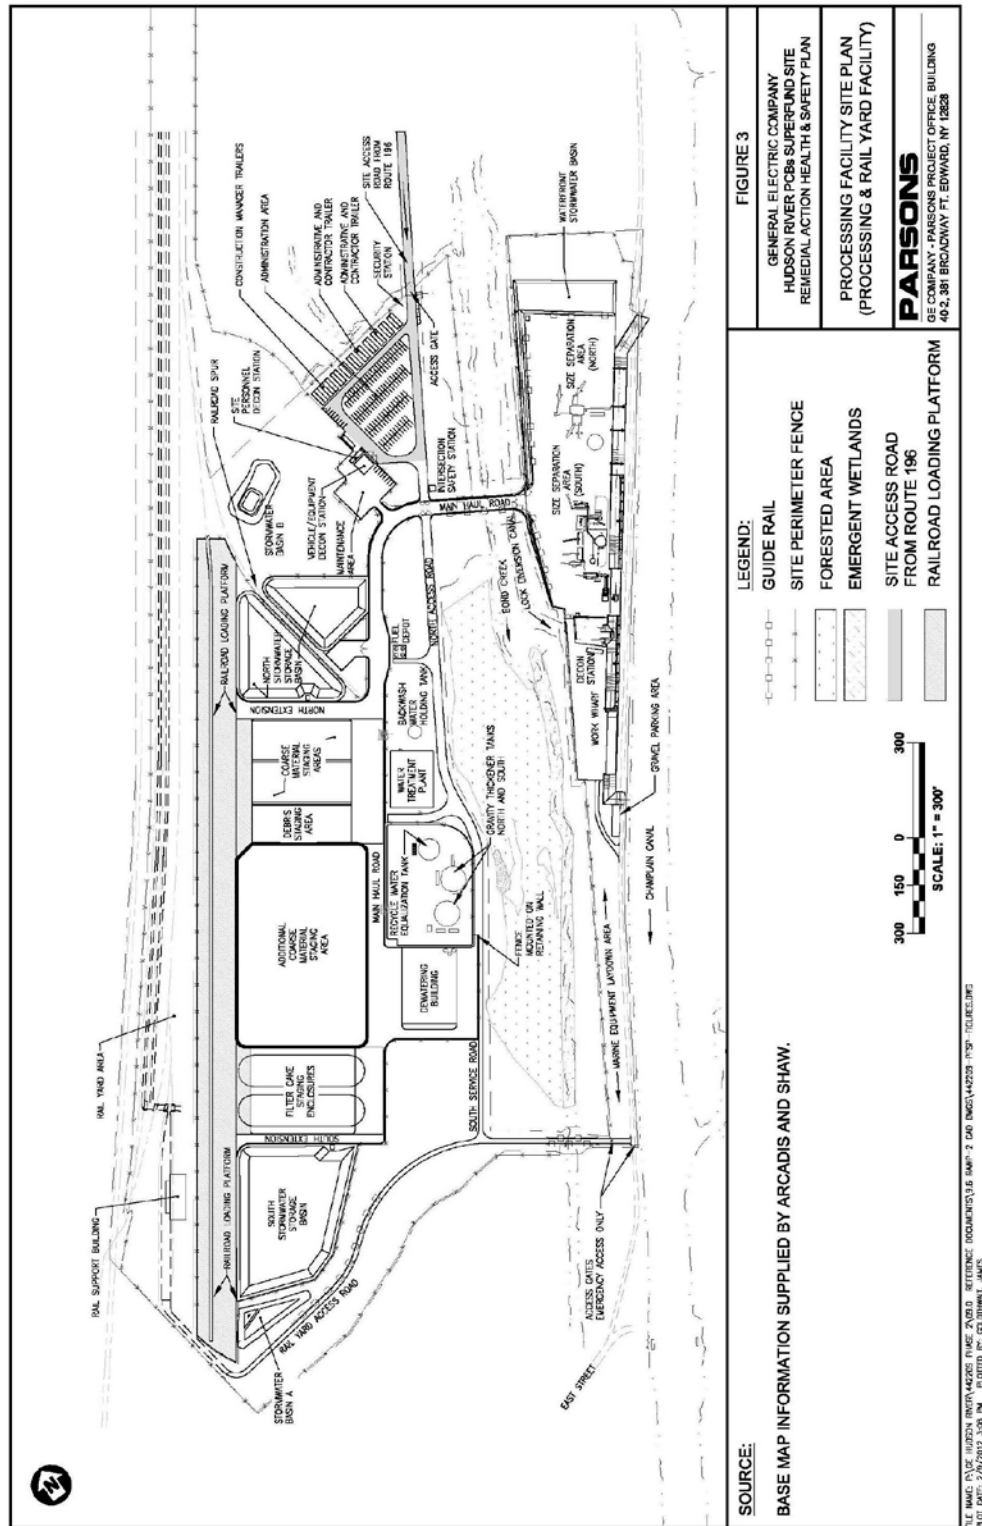 RAIL YARD AREA
RAIL SUPPORT BUILDING
RAILROAD LOADING PLATFORM
RAILROAD LOADING PLATFORM
RAILROAD SPUR
SITE
PERSONNEL
DECON STATION
CONSTRUCTION MANAGER TRAILERS
ADMINISTRATION AREA
ADMINISTRATIVE AND
CONTRACTOR TRAILER
ADMINISTRATIVE AND
CONTRACTOR TRAILER
SECURITY
STATION
SITE ACCESS
ROAD FROM
ROUTE 196
STORMWATER
BASIN B
VEHICLE/EQUIPMENT
DECON STATION
MAINTENANCE
AREA
NORTH
STORMWATER
STORAGE
BASIN
NORTH EXTENSION
COARSE
MATERIAL
STAGING
AREAS
DEBRIS
STAGING
AREA
ADDITIONAL
COARSE
MATERIAL
STAGING
AREA
FILTER CAKE
STAGING
ENCLOSURES
SOUTH EXTENSION
SOUTH
STORMWATER
STORAGE
BASIN
STORMWATER
BASIN A
RAIL YARD ACCESS ROAD
MAIN HAUL ROAD
RECYCLE WATER
EQUALIZATION TANK
WATER
TREATMENT
PLANT
BACKWASH
WATER
HOLDING TANK
FUEL
DEPOT
NORTH ACCESS ROAD
MAIN HAUL ROAD
INTERSECTION
SAFETY STATION
ACCESS GATE
DEWATERING
BUILDING
SOUTH SERVICE ROAD
GRAVITY THICKENER TANKS
NORTH AND SOUTH
FENCE
MOUNTED ON
RETAINING WALL
BOND CREEK
LOCK DIVERSION CANAL
SIZE SEPARATION
AREA
(SOUTH)
SIZE SEPARATION
AREA
(NORTH)
WATERFRONT
STORMWATER BASIN
DECON
STATION
WORK WHARF
GRAVEL PARKING AREA
CHAMPLAIN CANAL
MARINE EQUIPMENT LAYDOWN AREA
ACCESS GATES
EMERGENCY ACCESS ONLY
EAST STREET
N
SOURCE:
BASE MAP INFORMATION SUPPLIED BY ARCADIS AND SHAW.
300 150 0 300
SCALE: 1" = 300'
LEGEND:
GUIDE RAIL
SITE PERIMETER FENCE
FORESTED AREA
EMERGENT WETLANDS
SITE ACCESS ROAD
FROM ROUTE 196
RAILROAD LOADING PLATFORM
FIGURE 3
GENERAL ELECTRIC COMPANY
HUDSON RIVER PCBs SUPERFUND SITE
REMEDIAL ACTION HEALTH & SAFETY PLAN
PROCESSING FACILITY SITE PLAN
(PROCESSING & RAIL YARD FACILITY)
PARSONS
GE COMPANY - PARSONS PROJECT OFFICE, BUILDING
40-2, 381 BROADWAY FT. EDWARD, NY 12828